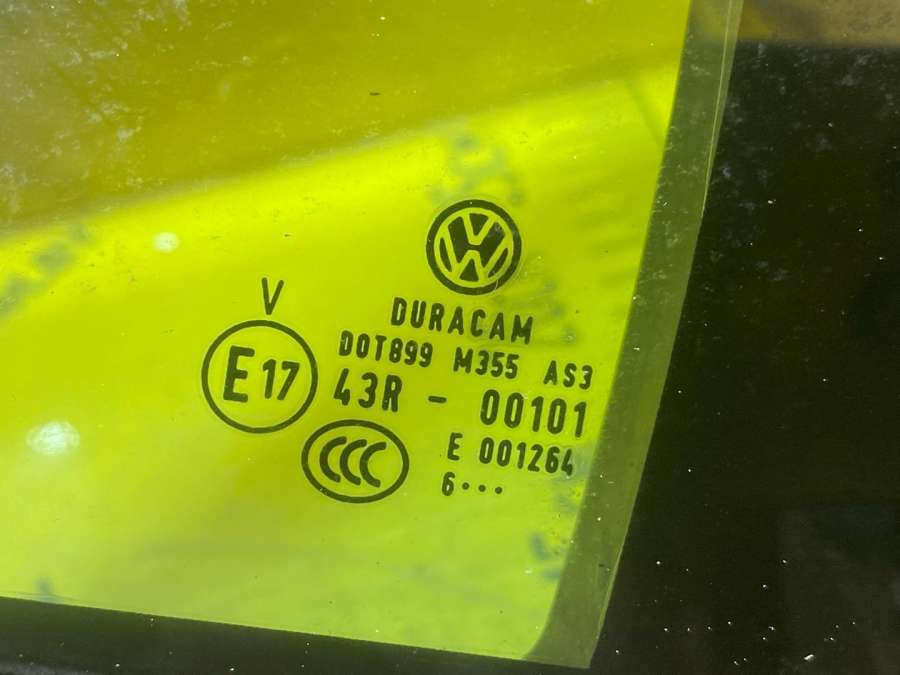 V
DURACAM
DOT899 M355 AS3
E17 43R - 00101
CCC E 001264
6•••